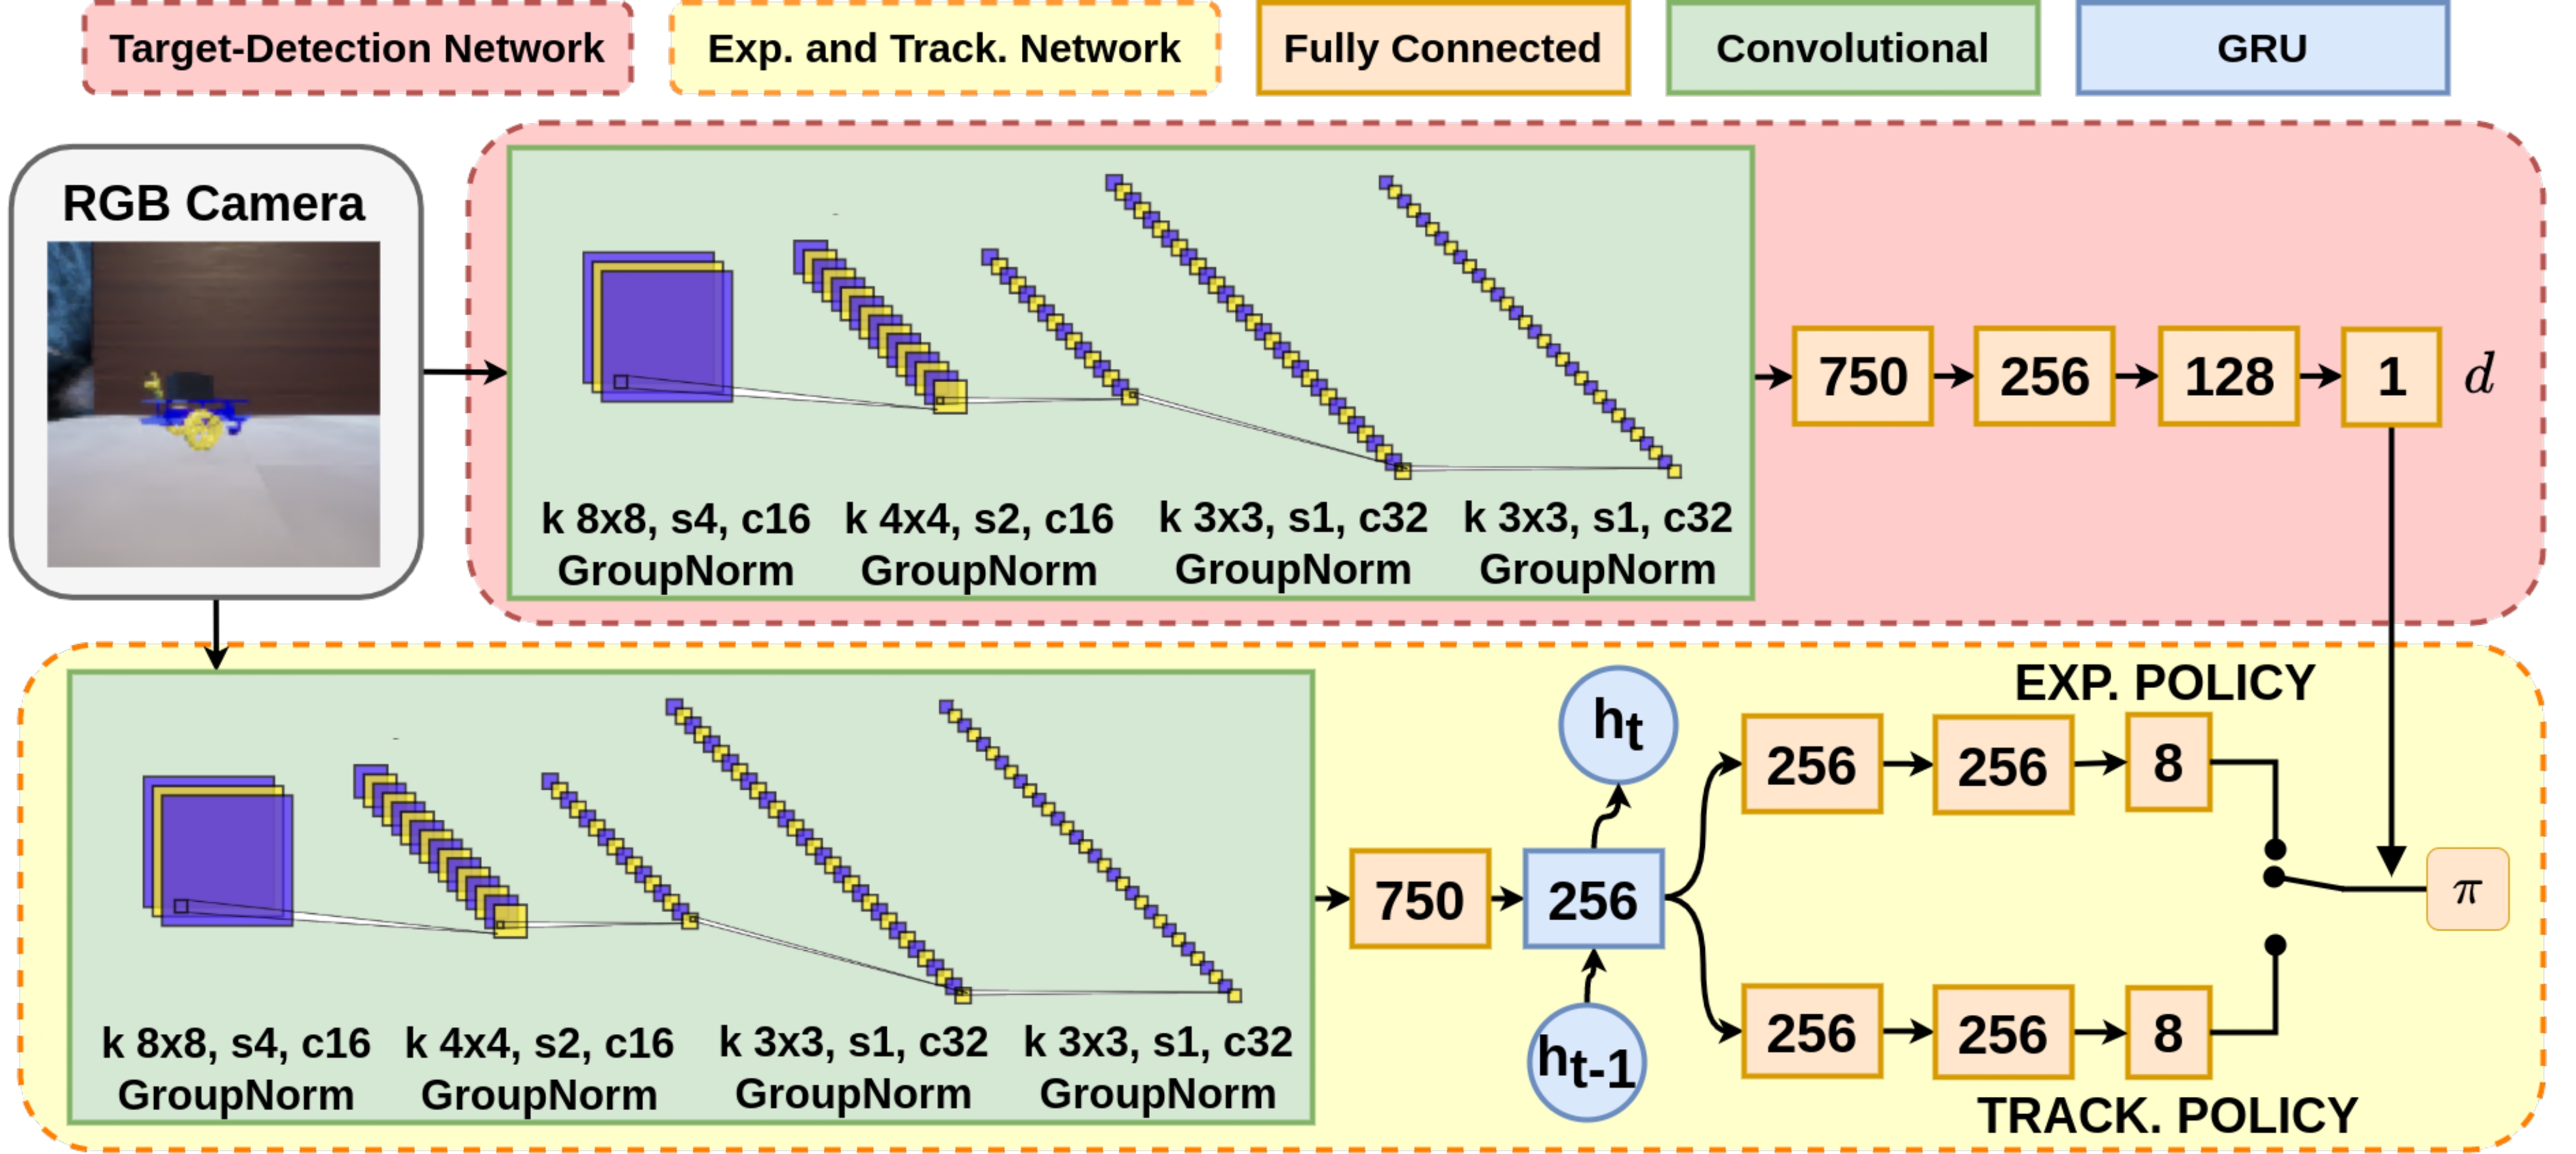 Target-Detection Network
Exp. and Track. Network
Fully Connected
Convolutional
GRU
RGB Camera
k 8x8, s4, c16
GroupNorm
k 4x4, s2, c16
GroupNorm
k 3x3, s1, c32
GroupNorm
k 3x3, s1, c32
GroupNorm
750
256
128
1
d
k 8x8, s4, c16
GroupNorm
k 4x4, s2, c16
GroupNorm
k 3x3, s1, c32
GroupNorm
k 3x3, s1, c32
GroupNorm
750
256
ht
ht-1
EXP. POLICY
256
256
8
256
256
8
TRACK. POLICY
π